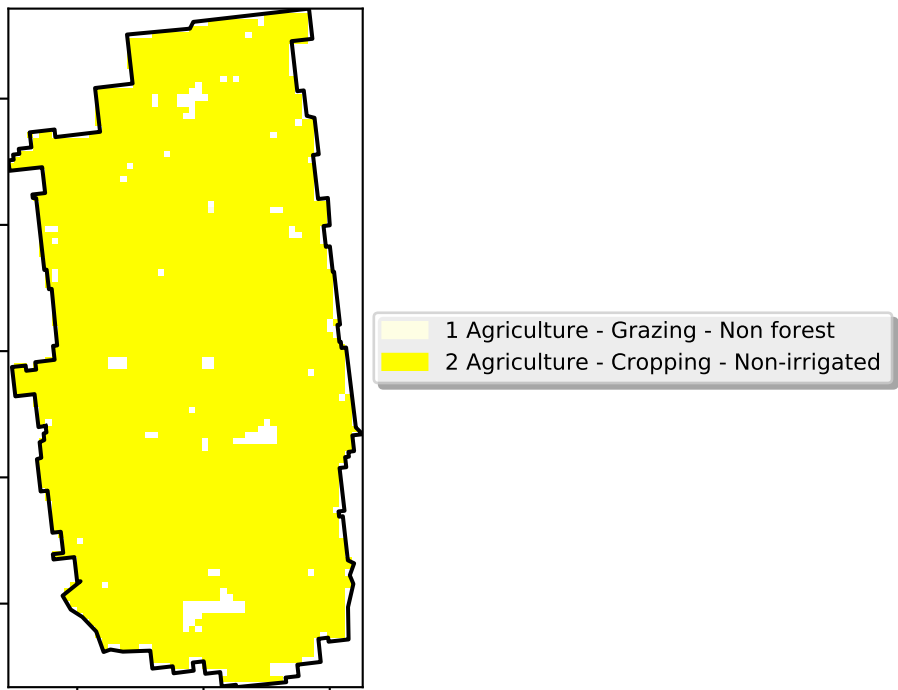 1 Agriculture - Grazing - Non forest
2 Agriculture - Cropping - Non-irrigated